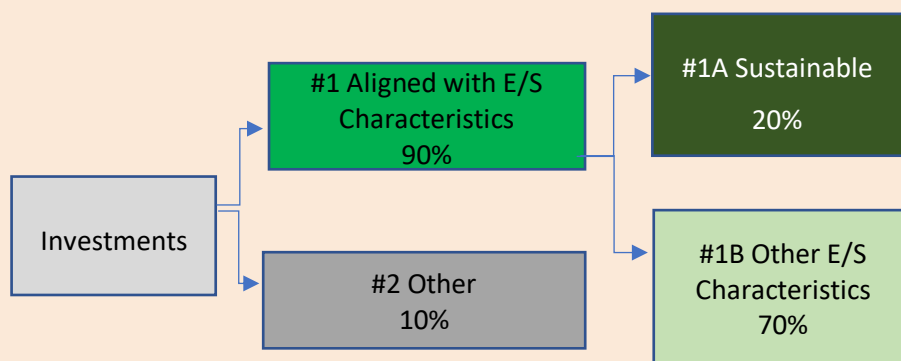 Investments
#1 Aligned with E/S
Characteristics
90%
#2 Other
10%
#1A Sustainable
20%
#1B Other E/S
Characteristics
70%